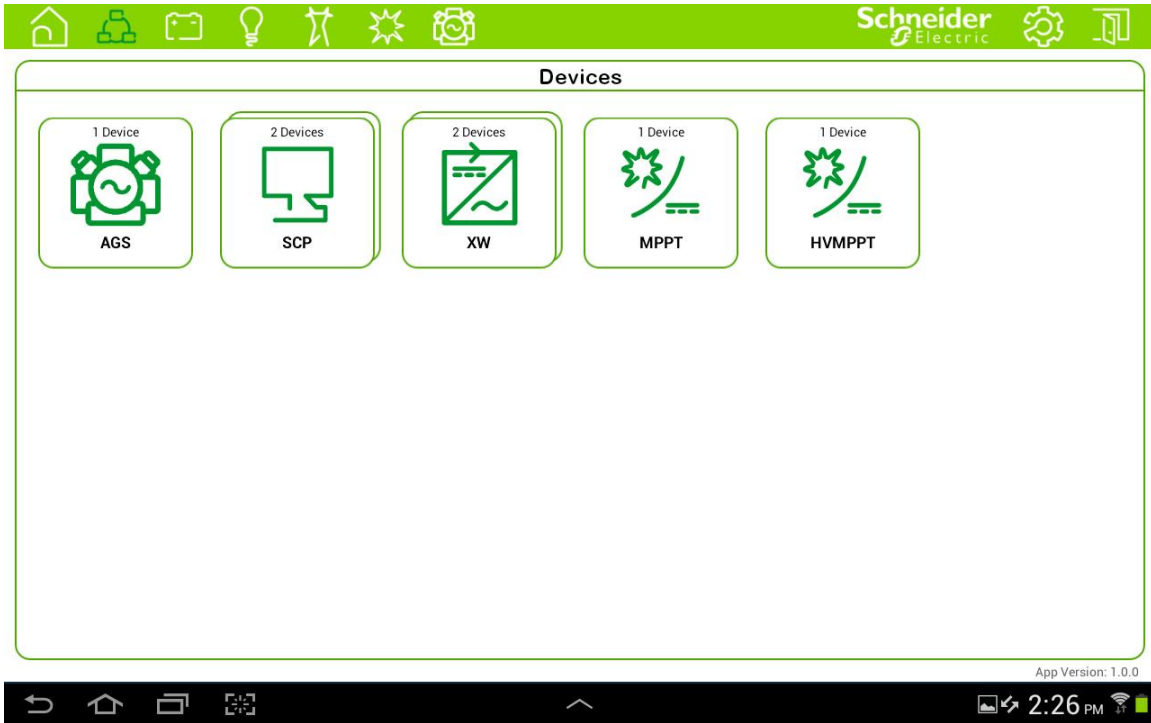 Schneider
Electric
Devices
1 Device
AGS
2 Devices
SCP
2 Devices
XW
1 Device
MPPT
1 Device
HVMPPT
App Version: 1.0.0
2:26 PM